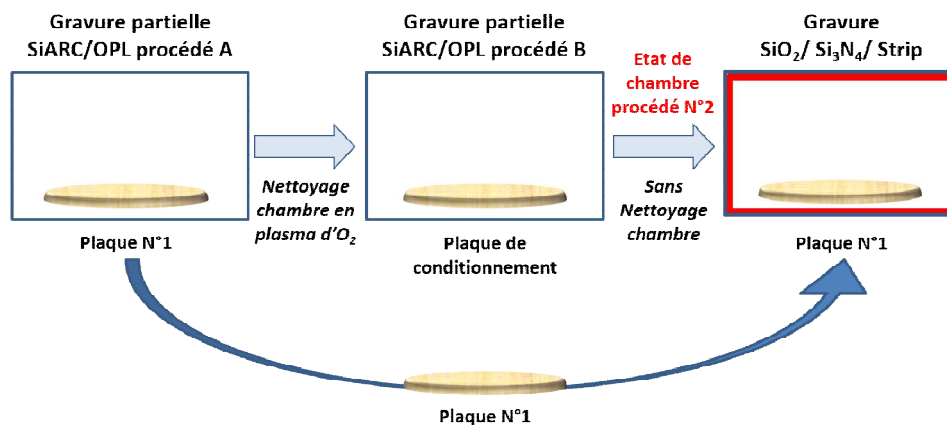 Gravure partielle
SiARC/OPL procédé A
Gravure partielle
SiARC/OPL procédé B
Gravure
SiO₂/ Si₃N₄/ Strip
Etat de
chambre
procédé N°2
Nettoyage
chambre en
plasma d'O₂
Sans
Nettoyage
chambre
Plaque N°1
Plaque de
conditionnement
Plaque N°1
Plaque N°1